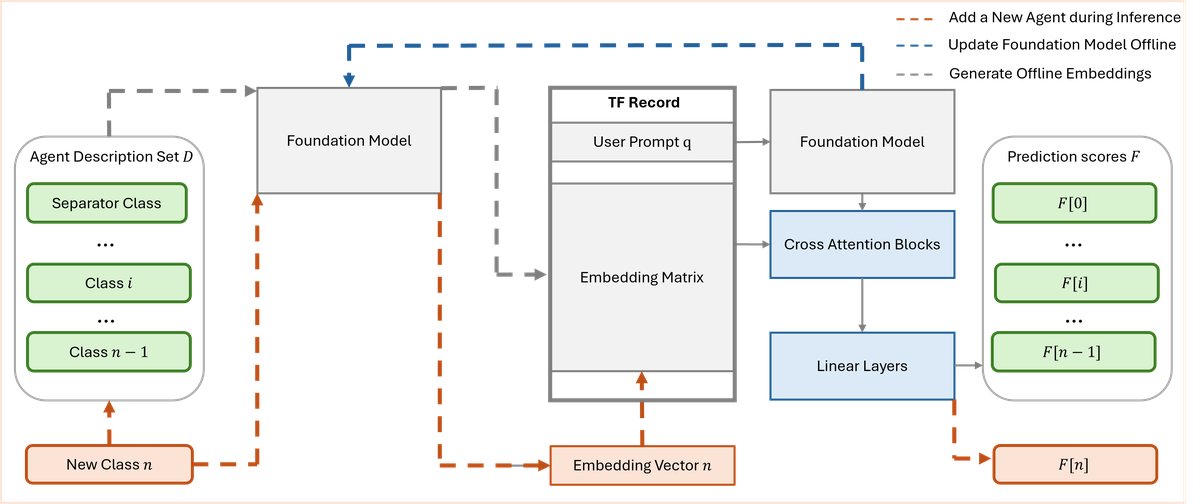 Add a New Agent during Inference
Update Foundation Model Offline
Generate Offline Embeddings
Agent Description Set D
Separator Class
...
Class i
...
Class n − 1
New Class n
Foundation Model
TF Record
User Prompt q
Embedding Matrix
Embedding Vector n
Foundation Model
Cross Attention Blocks
Linear Layers
Prediction scores F
F[0]
...
F[i]
...
F[n − 1]
F[n]